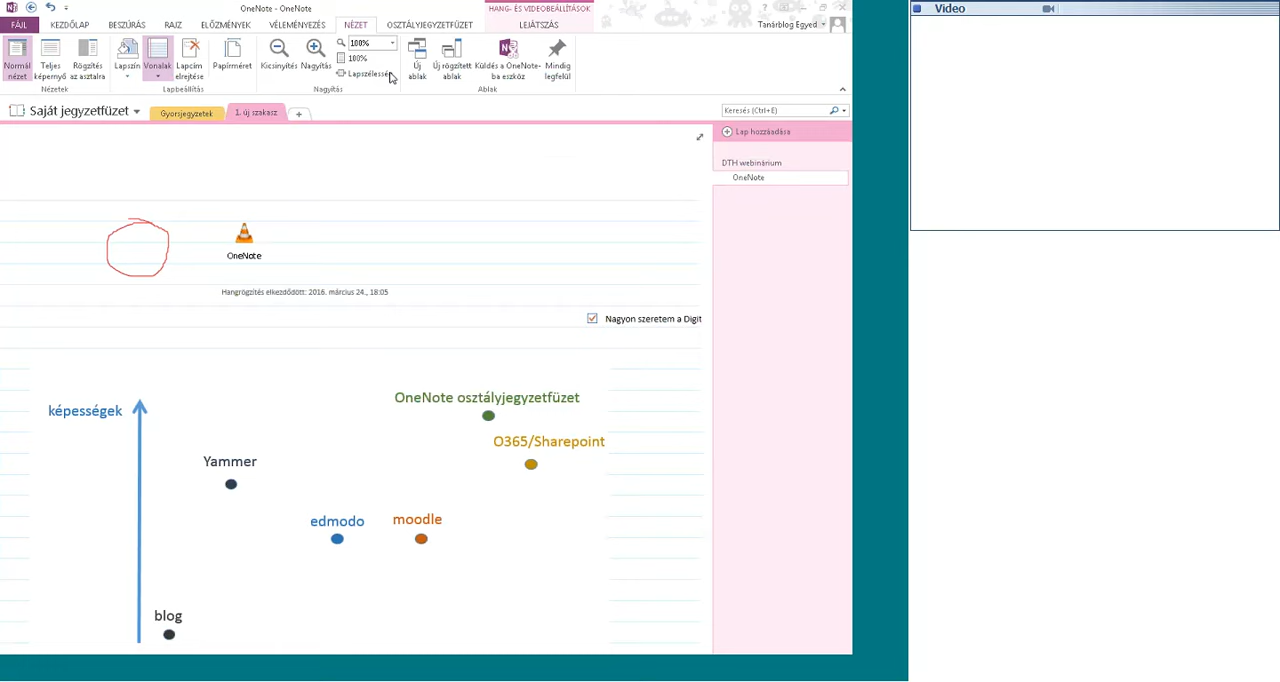 OneNote - OneNote
HANG- ÉS VIDEOBEÁLLÍTÁSOK
Video
FÁJL KEZDŐLAP BESZÚRÁS RAJZ ELŐZMÉNYEK VÉLEMÉNYEZÉS NÉZET OSZTÁLYJEGYZETFÜZET LEJÁTSZÁS
Tanárblog Egyed
Normál nézet
Teljes képernyő
Rögzítés az asztalra
Lapszín
Vonalak
Lapcím elrejtése
Papírméret
Kicsinyítés
Nagyítás
100%
100%
Lapszélesség
Új ablak
Új rögzített ablak
Küldés a OneNote-ba eszköz
Mindig legfelül
Nézetek Lapbeállítás Nagyítás Ablak
Saját jegyzetfüzet Gyorsjegyzetek 1. új szakasz
Keresés (Ctrl+E)
Lap hozzáadása
DTH webinárium
OneNote
OneNote
Hangrögzítés elkezdődött: 2016. március 24., 18:05
Nagyon szeretem a Digit
képességek
OneNote osztályjegyzetfüzet
O365/Sharepoint
Yammer
edmodo
moodle
blog